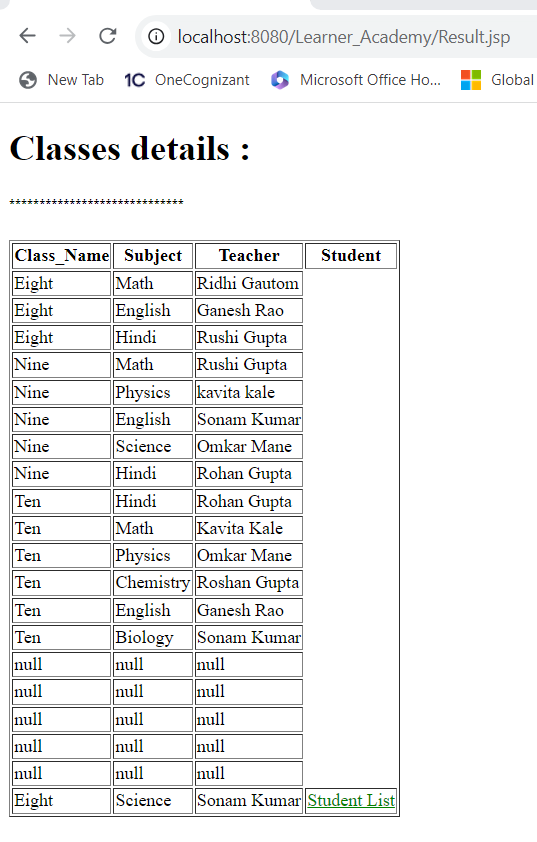 localhost:8080/Learner_Academy/Result.jsp
New Tab 1C OneCognizant Microsoft Office Ho... Global
Classes details :
*****************************
Class_Name Subject Teacher Student
Eight Math Ridhi Gautom
Eight English Ganesh Rao
Eight Hindi Rushi Gupta
Nine Math Rushi Gupta
Nine Physics kavita kale
Nine English Sonam Kumar
Nine Science Omkar Mane
Nine Hindi Rohan Gupta
Ten Hindi Rohan Gupta
Ten Math Kavita Kale
Ten Physics Omkar Mane
Ten Chemistry Roshan Gupta
Ten English Ganesh Rao
Ten Biology Sonam Kumar
null null null
null null null
null null null
null null null
null null null
Eight Science Sonam Kumar Student List